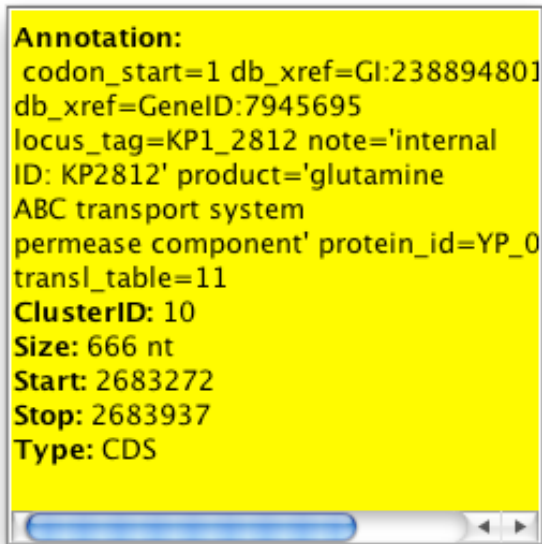 Annotation:
codon_start=1 db_xref=GI:238894801
db_xref=GeneID:7945695
locus_tag=KP1_2812 note='internal
ID: KP2812' product='glutamine
ABC transport system
permease component' protein_id=YP_0
transl_table=11
ClusterID: 10
Size: 666 nt
Start: 2683272
Stop: 2683937
Type: CDS